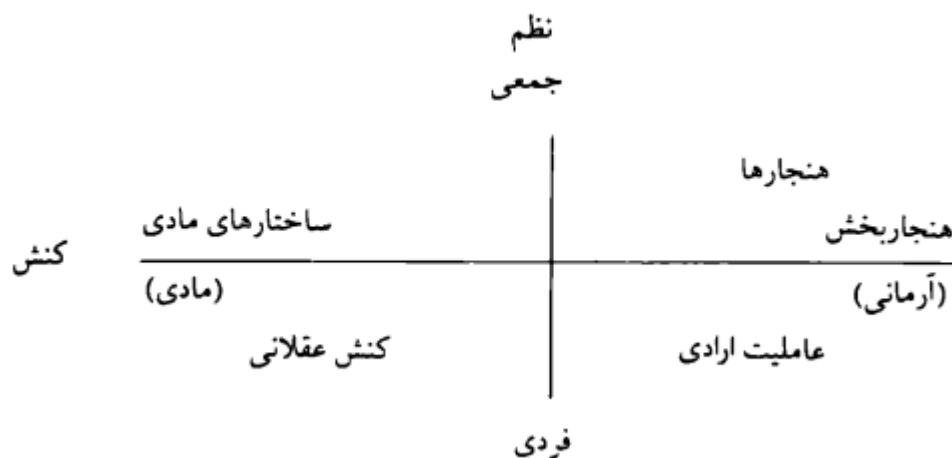 نظم
جمعی
هنجارها
هنجاربخش
ساختارهای مادی
کنش
(آرمانی)
(مادی)
عاملیت ارادی
کنش عقلانی
فردی